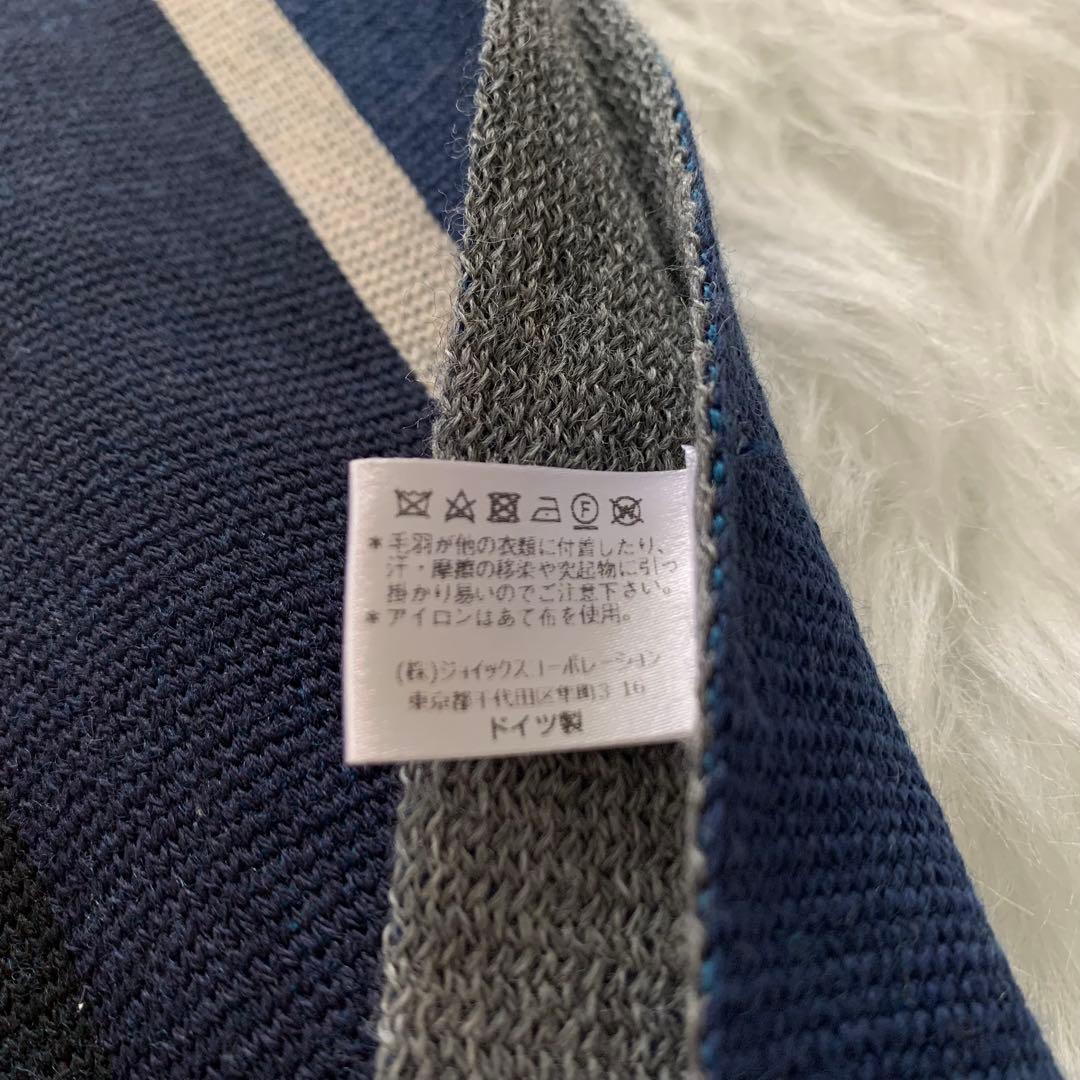 F W
＊毛羽が他の衣類に付着したり、
汗・摩擦の移染や突起物に引っ
掛かり易いのでご注意下さい。
＊アイロンはあて布を使用。
(株)ジョイックスコーポレーション
東京都千代田区隼町3-16
ドイツ製